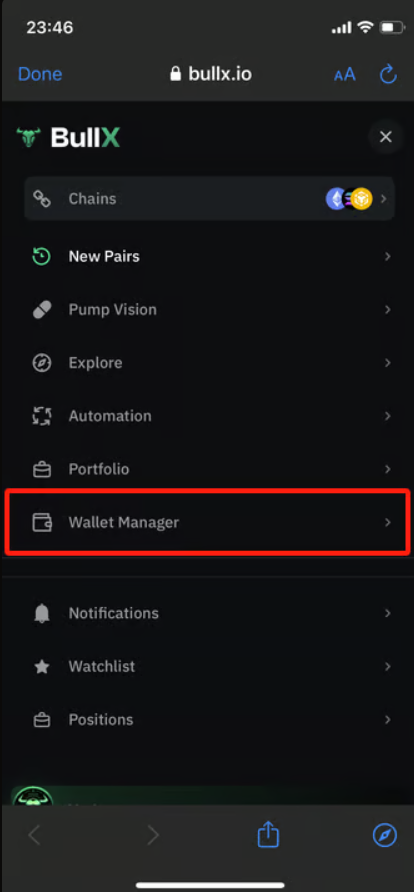 23:46
Done
bullx.io
AA
BullX
Chains
New Pairs
Pump Vision
Explore
Automation
Portfolio
Wallet Manager
Notifications
Watchlist
Positions